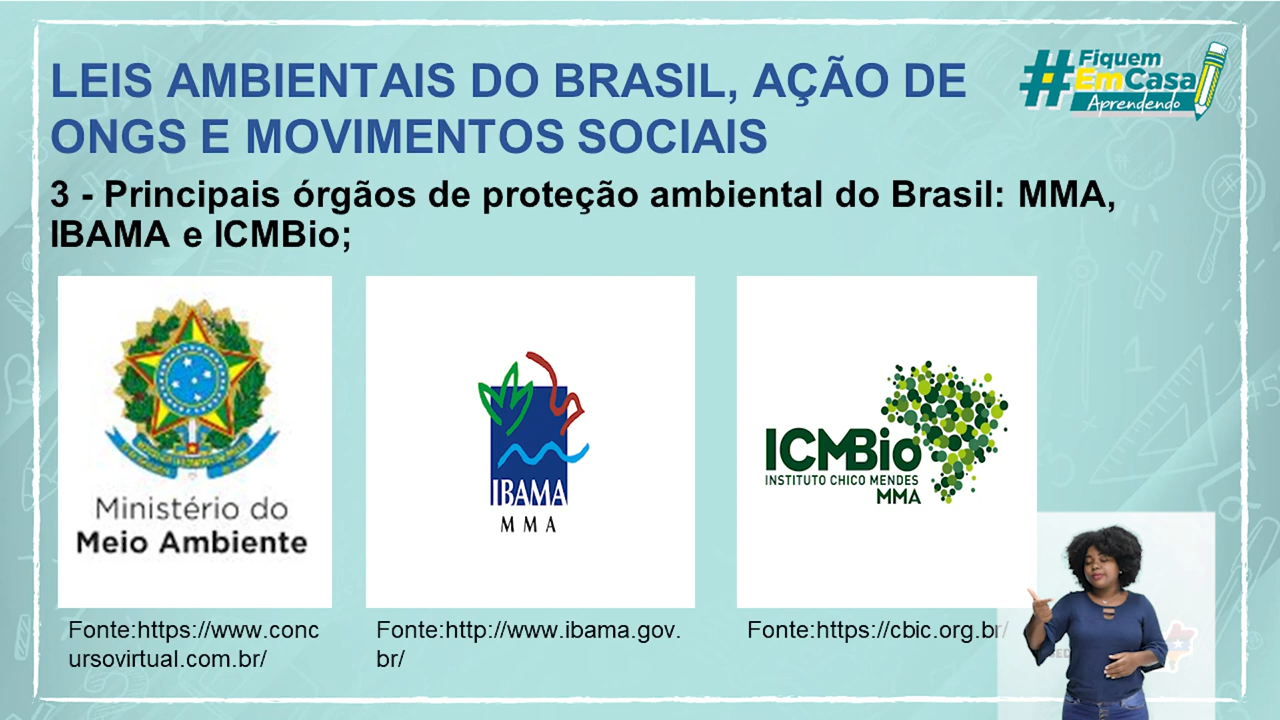 LEIS AMBIENTAIS DO BRASIL, AÇÃO DE
ONGS E MOVIMENTOS SOCIAIS
#Fiquem
EmCasa
Aprendendo
3 - Principais órgãos de proteção ambiental do Brasil: MMA,
IBAMA e ICMBio;
Ministério do
Meio Ambiente
IBAMA
MMA
ICMBio
INSTITUTO CHICO MENDES
MMA
Fonte:https://www.conc
ursovirtual.com.br/
Fonte:http://www.ibama.gov.
br/
Fonte:https://cbic.org.br/